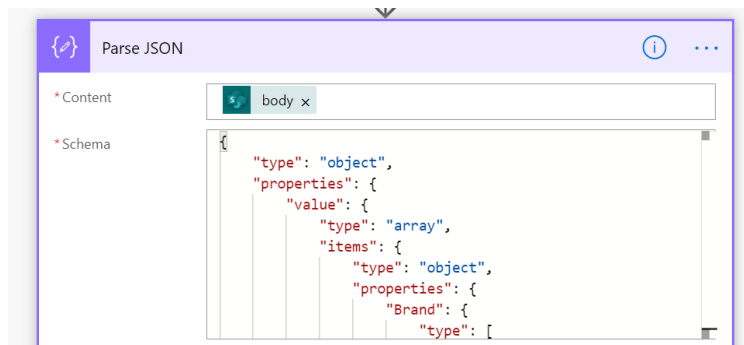 Parse JSON
*Content
body ×
*Schema
{
"type": "object",
"properties": {
"value": {
"type": "array",
"items": {
"type": "object",
"properties": {
"Brand": {
"type": [